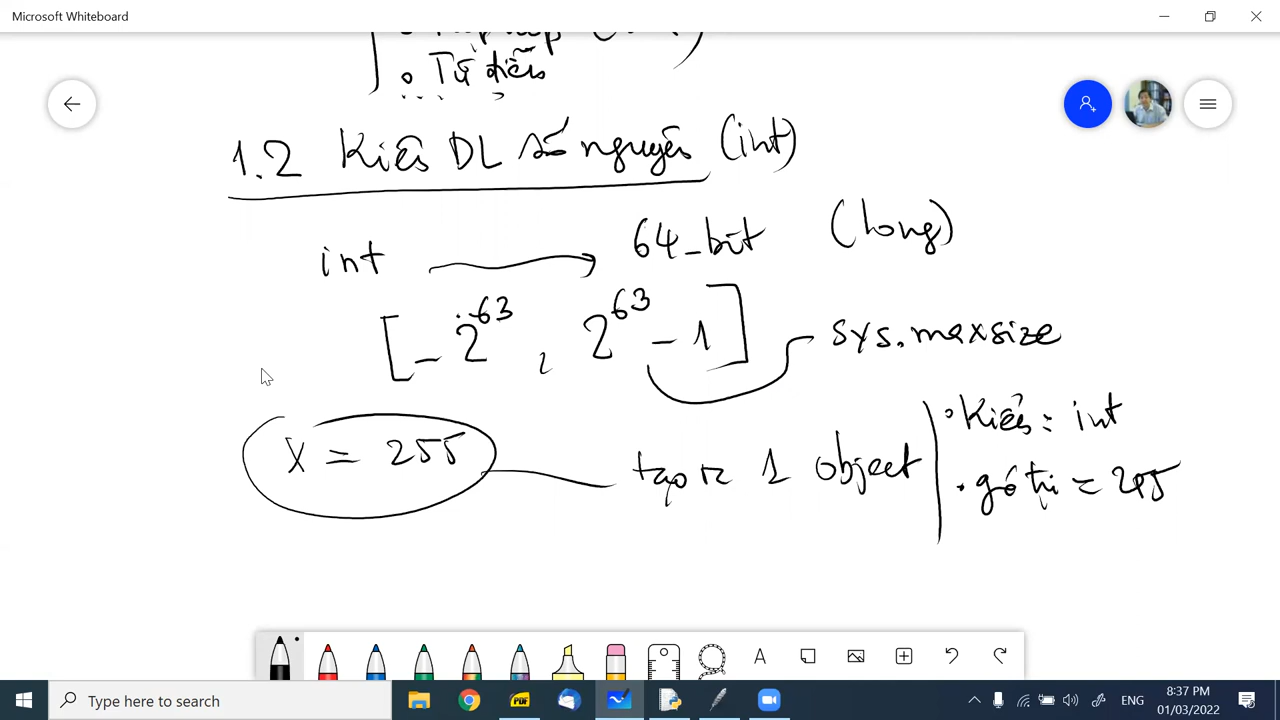 Microsoft Whiteboard
Từ điển
1.2 Kiểu DL số nguyên (int)
int 64_bit (long)
[-2^63, 2^63 - 1] sys.maxsize
X = 255 tạo ra 1 object
• Kiểu = int
• giá trị = 255
A
Type here to search
PDF
ENG
8:37 PM
01/03/2022